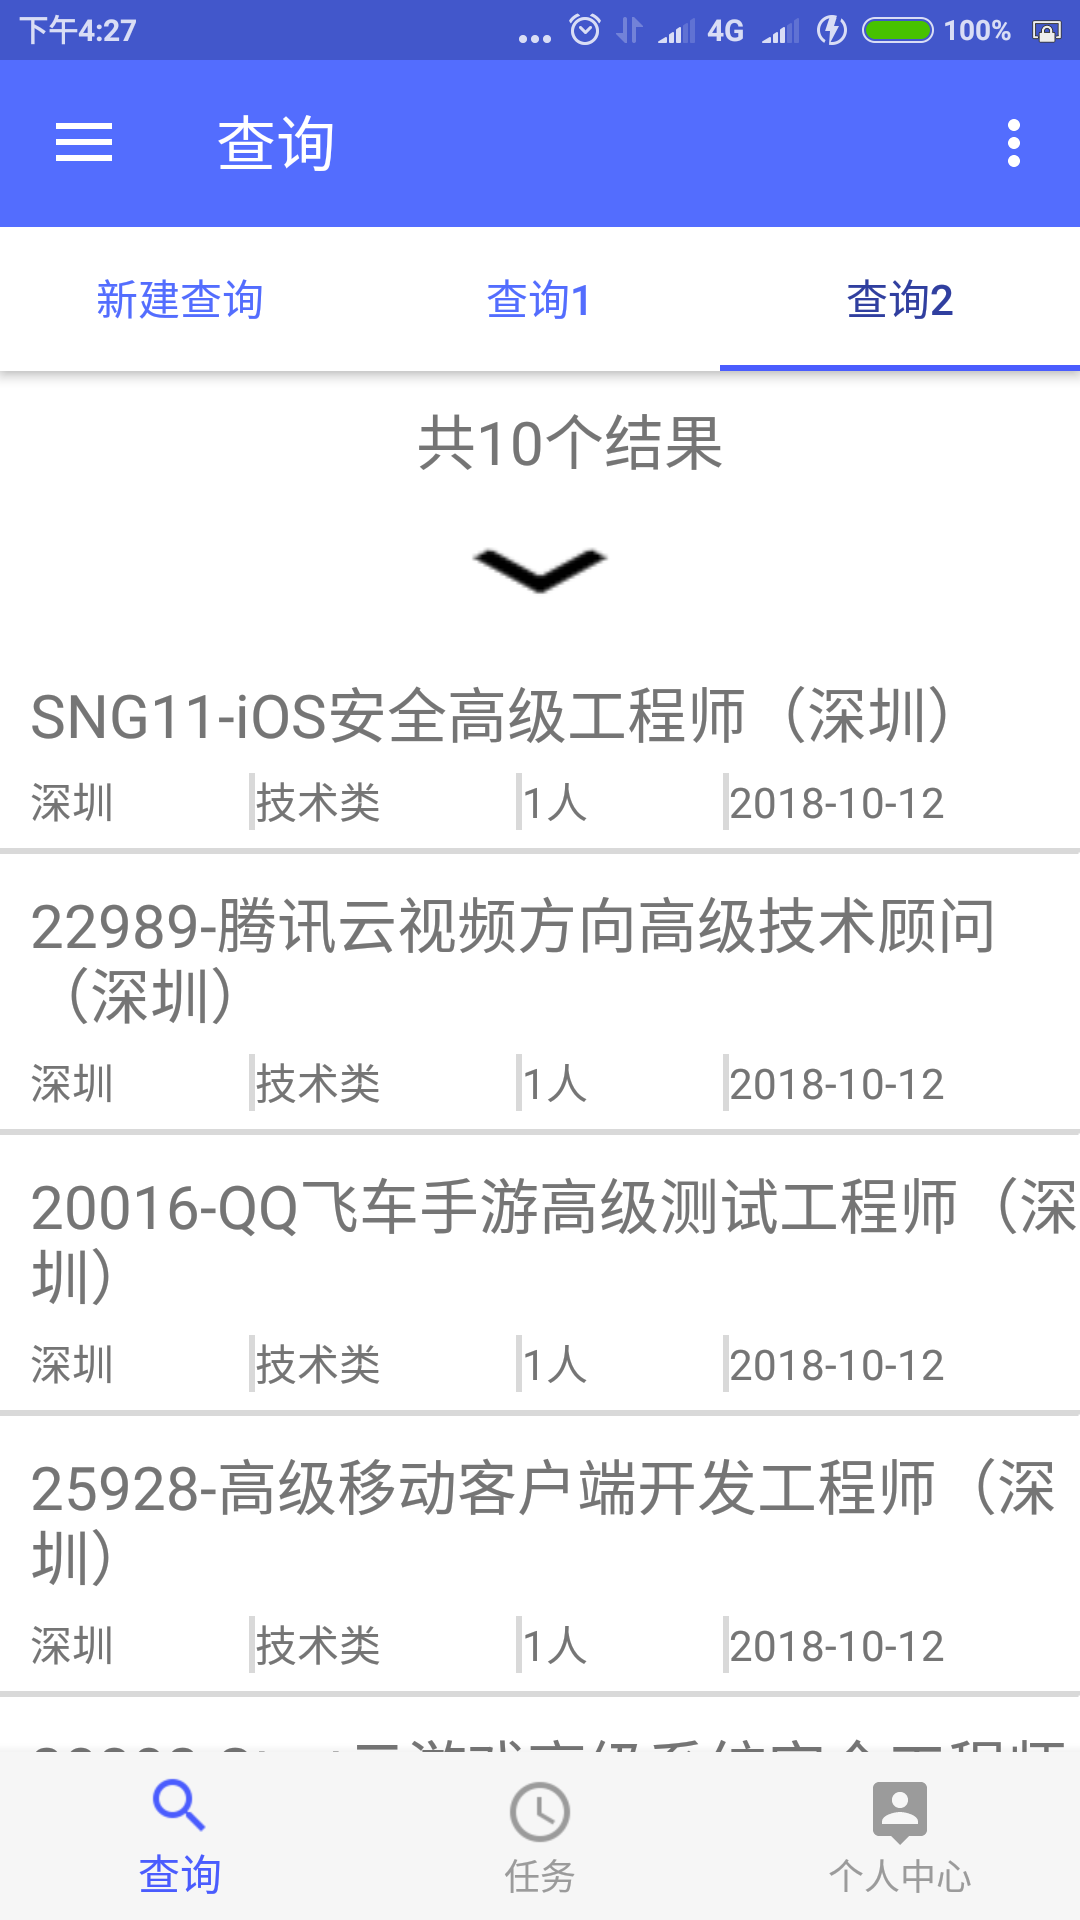 下午4:27
4G
100%
查询
新建查询
查询1
查询2
共10个结果
SNG11-iOS安全高级工程师（深圳）
深圳
技术类
1人
2018-10-12
22989-腾讯云视频方向高级技术顾问
（深圳）
深圳
技术类
1人
2018-10-12
20016-QQ飞车手游高级测试工程师（深
圳）
深圳
技术类
1人
2018-10-12
25928-高级移动客户端开发工程师（深
圳）
深圳
技术类
1人
2018-10-12
查询
任务
个人中心